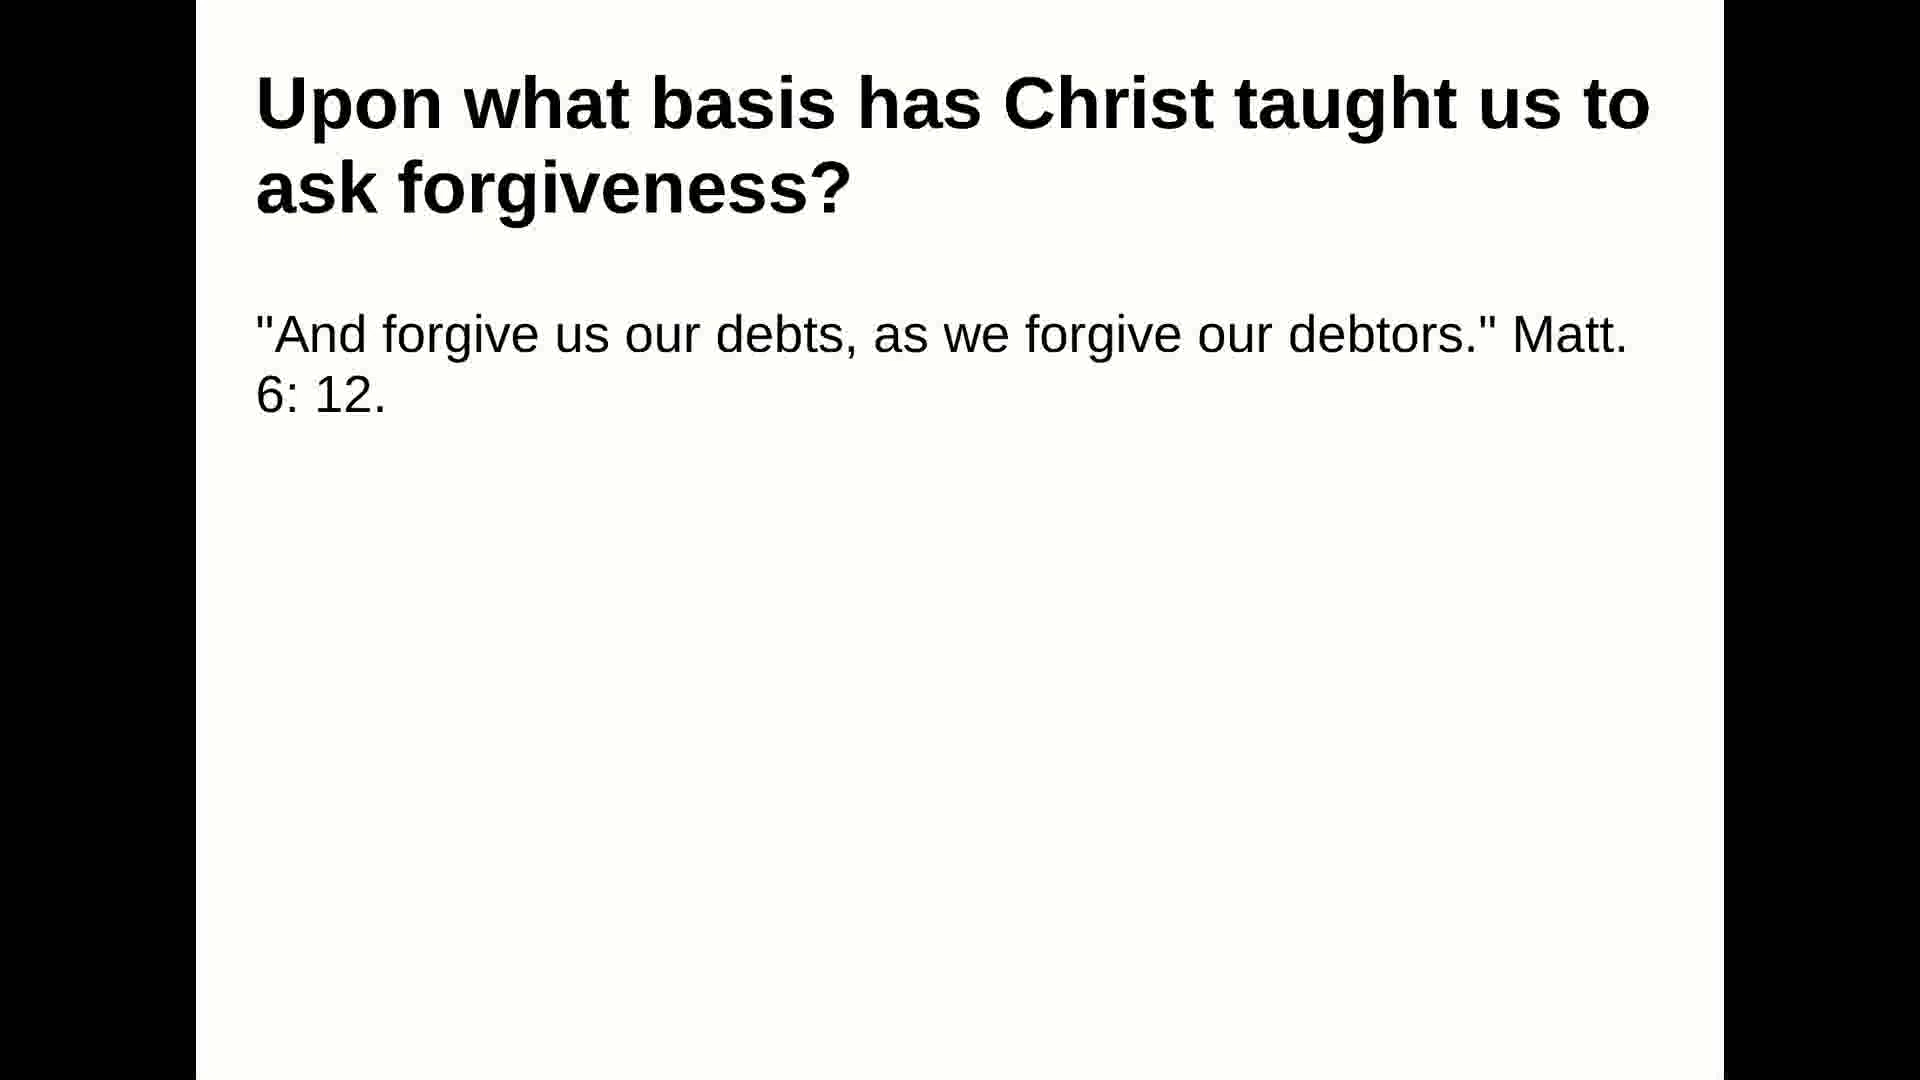 Upon what basis has Christ taught us to
ask forgiveness?
"And forgive us our debts, as we forgive our debtors." Matt.
6: 12.